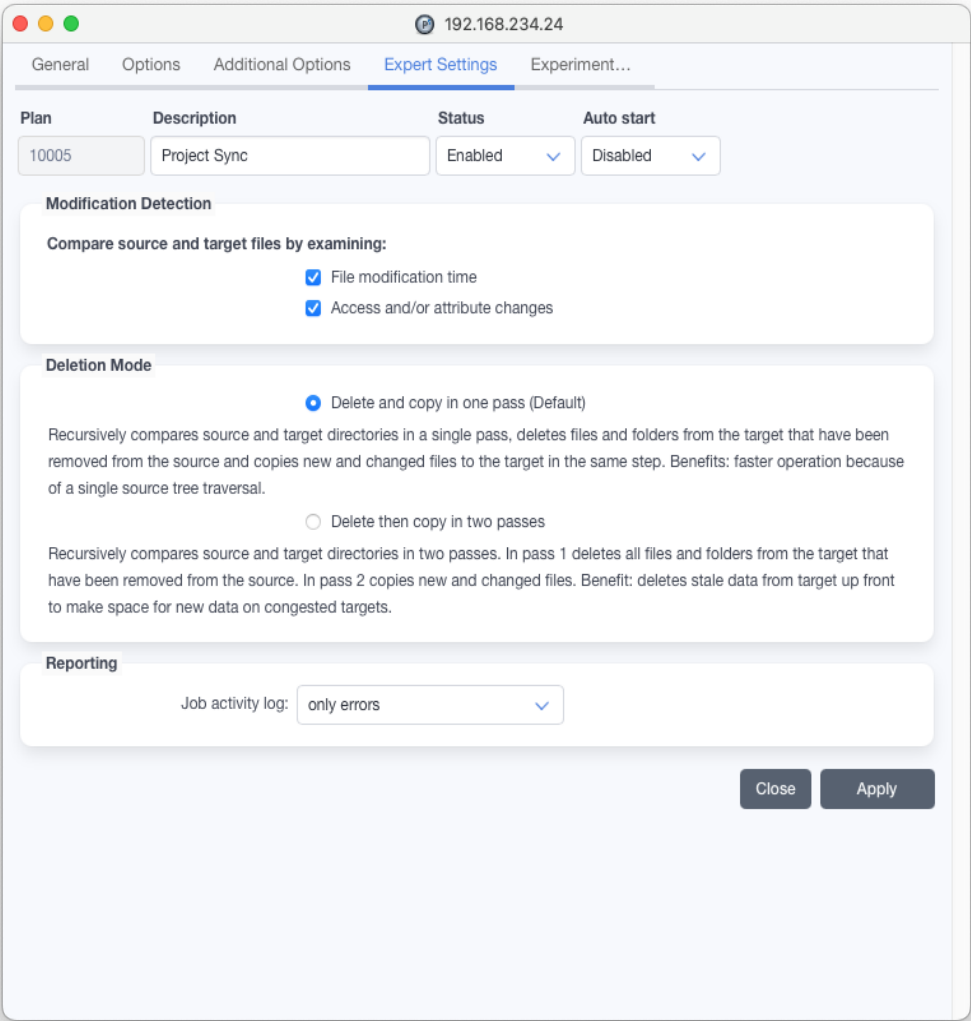 192.168.234.24
General Options Additional Options Expert Settings Experiment...
Plan Description Status Auto start
10005 Project Sync Enabled Disabled
Modification Detection
Compare source and target files by examining:
File modification time
Access and/or attribute changes
Deletion Mode
Delete and copy in one pass (Default)
Recursively compares source and target directories in a single pass, deletes files and folders from the target that have been
removed from the source and copies new and changed files to the target in the same step. Benefits: faster operation because
of a single source tree traversal.
Delete then copy in two passes
Recursively compares source and target directories in two passes. In pass 1 deletes all files and folders from the target that
have been removed from the source. In pass 2 copies new and changed files. Benefit: deletes stale data from target up front
to make space for new data on congested targets.
Reporting
Job activity log: only errors
Close Apply